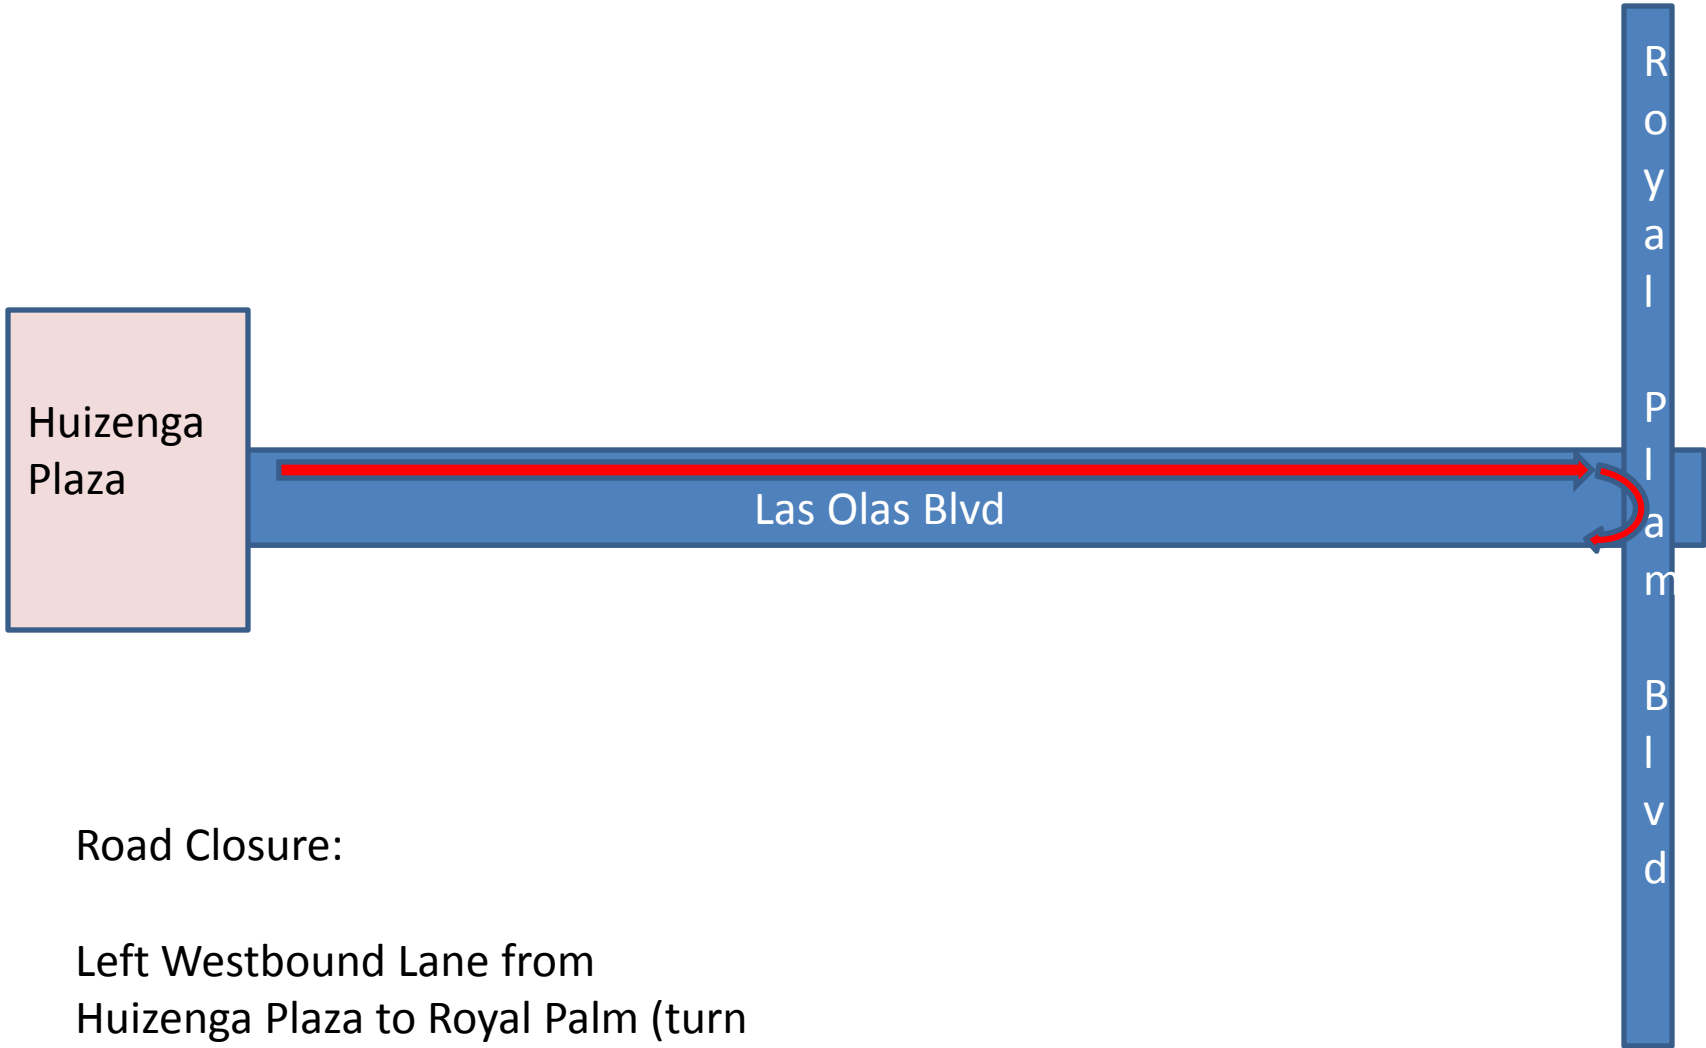 Huizenga
Plaza
Las Olas Blvd
Royal Plam Blvd
Road Closure:
Left Westbound Lane from
Huizenga Plaza to Royal Palm (turn